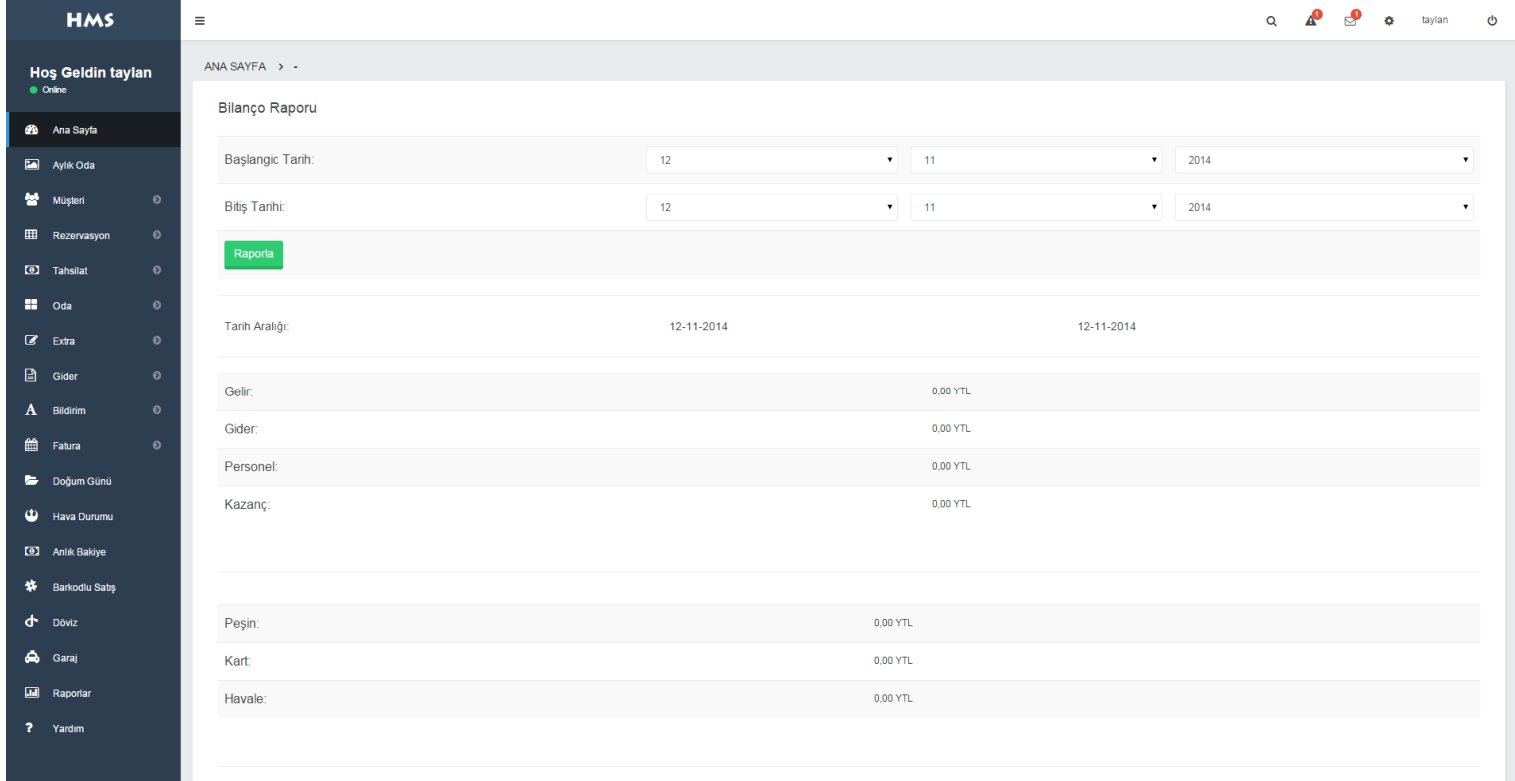 HMS
1
1
taylan
Hoş Geldin taylan
Online
Ana Sayfa
Aylık Oda
Müşteri
Rezervasyon
Tahsilat
Oda
Extra
Gider
Bildirim
Fatura
Doğum Günü
Hava Durumu
Anlık Bakiye
Barkodlu Satış
Döviz
Garaj
Raporlar
Yardım
ANA SAYFA > -
Bilanço Raporu
Başlangic Tarih: 12 11 2014
Bitiş Tarihi: 12 11 2014
Raporla
Tarih Aralığı: 12-11-2014 12-11-2014
Gelir: 0,00 YTL
Gider: 0,00 YTL
Personel: 0,00 YTL
Kazanç: 0,00 YTL
Peşin: 0,00 YTL
Kart: 0,00 YTL
Havale: 0,00 YTL